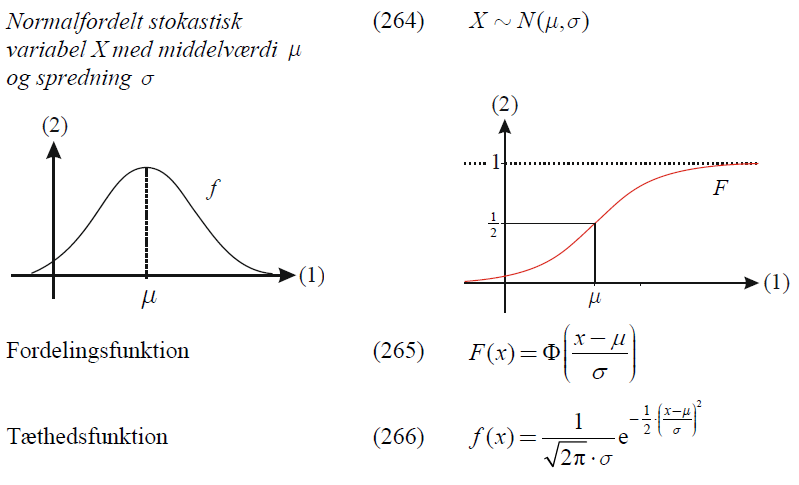 Normalfordelt stokastisk (264) X ~ N(μ,σ)
variabel X med middelværdi μ
og spredning σ
(2)
f
(1)
μ
(2)
1
F
1/2
(1)
μ
Fordelingsfunktion (265) F(x) = Φ((x−μ)/σ)
Tæthedsfunktion (266) f(x) = 1/(√2π · σ) e^(−1/2·((x−μ)/σ)^2)